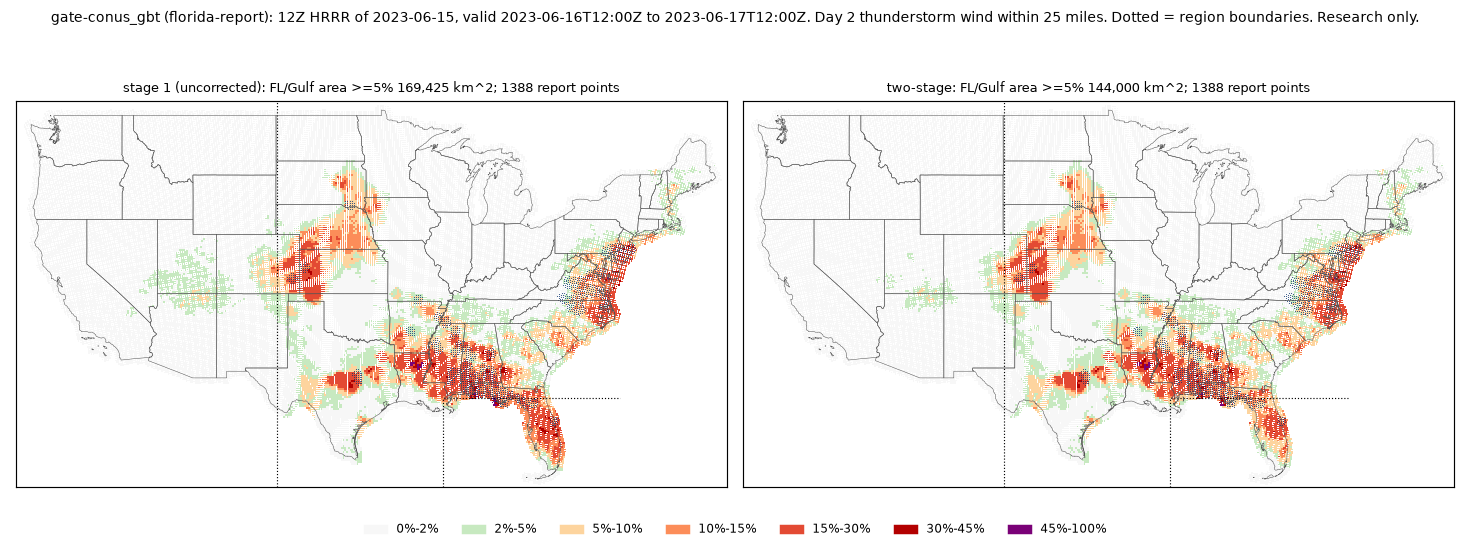 gate-conus_gbt (florida-report): 12Z HRRR of 2023-06-15, valid 2023-06-16T12:00Z to 2023-06-17T12:00Z. Day 2 thunderstorm wind within 25 miles. Dotted = region boundaries. Research only.
stage 1 (uncorrected): FL/Gulf area >=5% 169,425 km^2; 1388 report points
two-stage: FL/Gulf area >=5% 144,000 km^2; 1388 report points
0%-2% 2%-5% 5%-10% 10%-15% 15%-30% 30%-45% 45%-100%